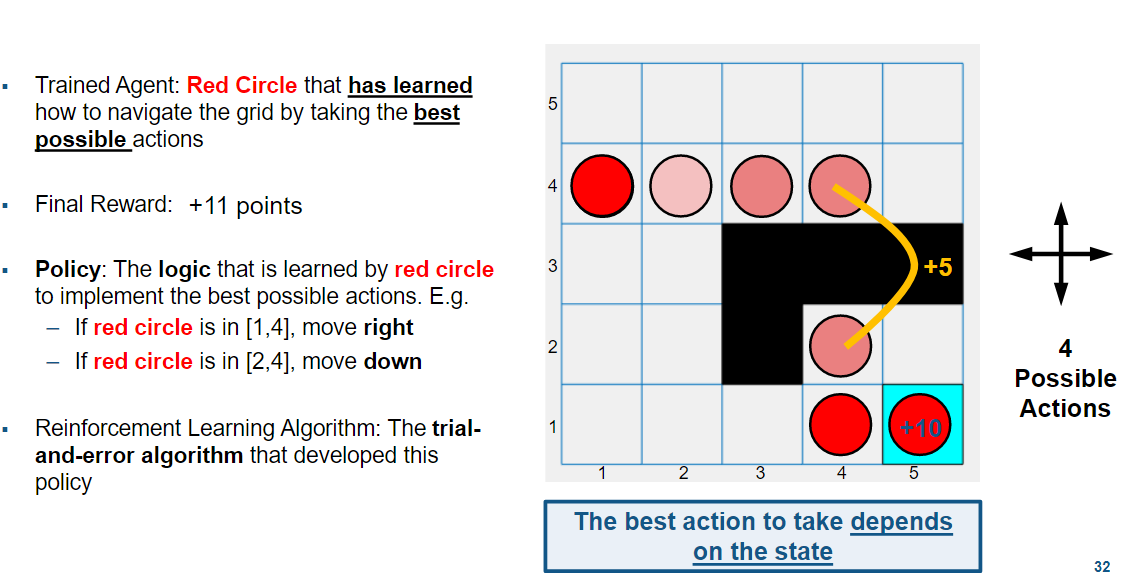 ▪ Trained Agent: Red Circle that has learned
how to navigate the grid by taking the best
possible actions
▪ Final Reward: +11 points
▪ Policy: The logic that is learned by red circle
to implement the best possible actions. E.g.
– If red circle is in [1,4], move right
– If red circle is in [2,4], move down
▪ Reinforcement Learning Algorithm: The trial-
and-error algorithm that developed this
policy
5
4
3
+5
2
1
+10
1 2 3 4 5
4
Possible
Actions
The best action to take depends
on the state
32